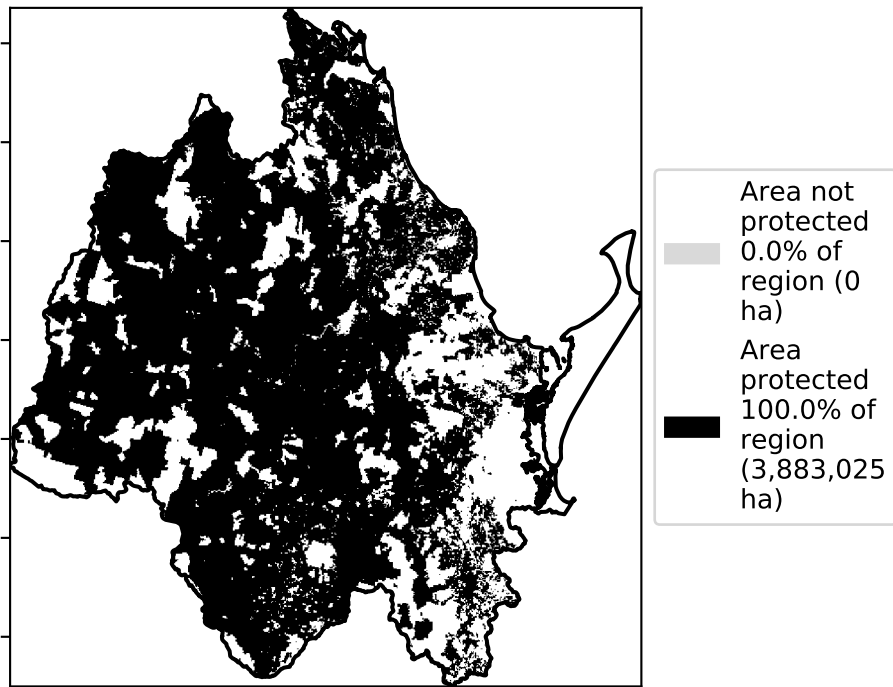 Area not
protected
0.0% of
region (0
ha)
Area
protected
100.0% of
region
(3,883,025
ha)